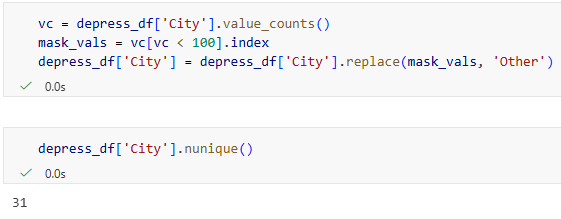 vc = depress_df['City'].value_counts()
mask_vals = vc[vc < 100].index
depress_df['City'] = depress_df['City'].replace(mask_vals, 'Other')
✓ 0.0s
depress_df['City'].nunique()
✓ 0.0s
31